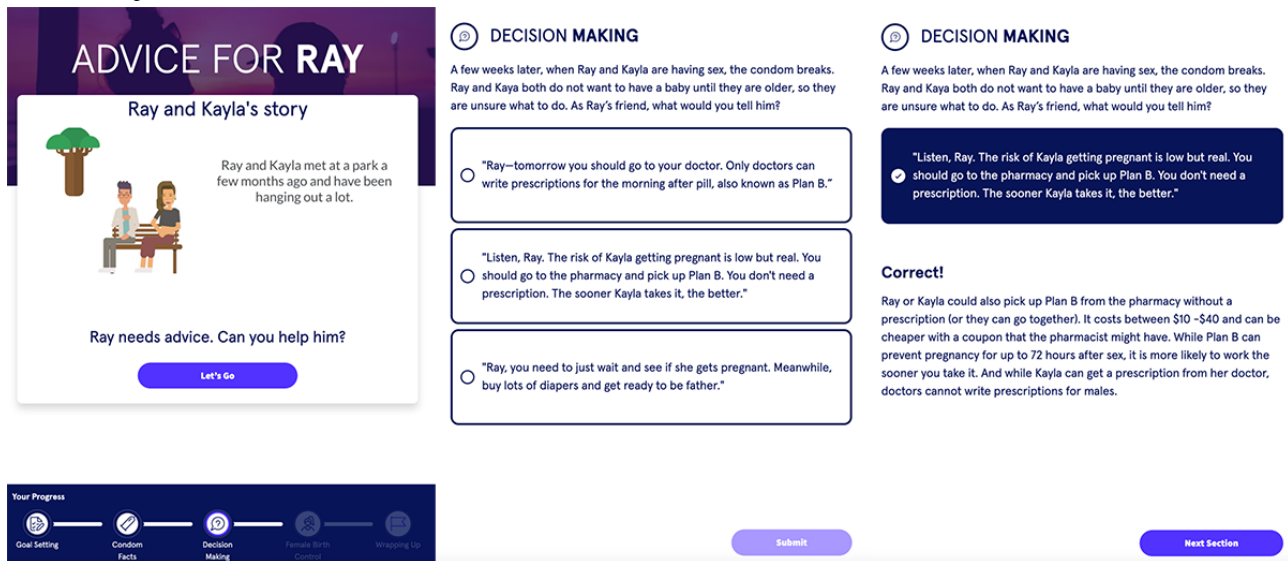 ADVICE FOR RAY
Ray and Kayla's story
Ray and Kayla met at a park a
few months ago and have been
hanging out a lot.
Ray needs advice. Can you help him?
Let's Go
Your Progress
Goal Setting
Condom
Facts
Decision
Making
Female Birth
Control
Wrapping Up
DECISION MAKING
A few weeks later, when Ray and Kayla are having sex, the condom breaks.
Ray and Kaya both do not want to have a baby until they are older, so they
are unsure what to do. As Ray’s friend, what would you tell him?
"Ray—tomorrow you should go to your doctor. Only doctors can
write prescriptions for the morning after pill, also known as Plan B.”
"Listen, Ray. The risk of Kayla getting pregnant is low but real. You
should go to the pharmacy and pick up Plan B. You don't need a
prescription. The sooner Kayla takes it, the better."
"Ray, you need to just wait and see if she gets pregnant. Meanwhile,
buy lots of diapers and get ready to be father."
Submit
DECISION MAKING
A few weeks later, when Ray and Kayla are having sex, the condom breaks.
Ray and Kaya both do not want to have a baby until they are older, so they
are unsure what to do. As Ray’s friend, what would you tell him?
"Listen, Ray. The risk of Kayla getting pregnant is low but real. You
should go to the pharmacy and pick up Plan B. You don't need a
prescription. The sooner Kayla takes it, the better."
Correct!
Ray or Kayla could also pick up Plan B from the pharmacy without a
prescription (or they can go together). It costs between $10 -$40 and can be
cheaper with a coupon that the pharmacist might have. While Plan B can
prevent pregnancy for up to 72 hours after sex, it is more likely to work the
sooner you take it. And while Kayla can get a prescription from her doctor,
doctors cannot write prescriptions for males.
Next Section